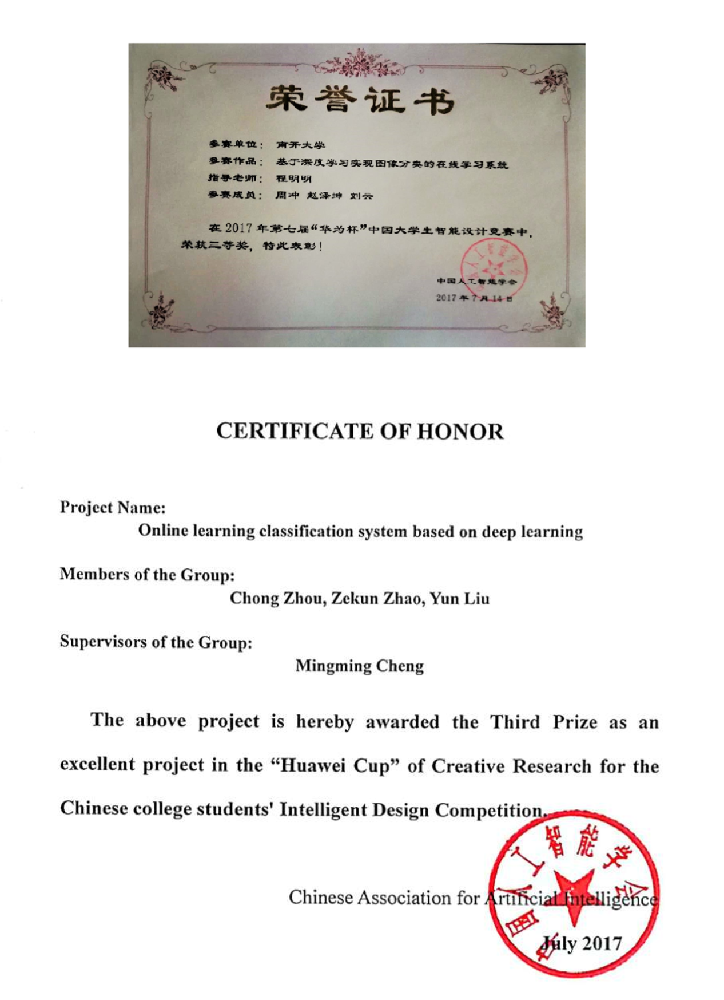 荣誉证书
参赛单位： 南开大学
参赛作品： 基于深度学习实现图像分类的在线学习系统
指导老师： 程明明
参赛成员： 周冲 赵泽坤 刘云
在 2017 年第七届“华为杯”中国大学生智能设计竞赛中，
荣获三等奖，特此表彰！
中国人工智能学会
中国人工智能学会
2017 年 7 月 14 日
CERTIFICATE OF HONOR
Project Name:
Online learning classification system based on deep learning
Members of the Group:
Chong Zhou, Zekun Zhao, Yun Liu
Supervisors of the Group:
Mingming Cheng
The above project is hereby awarded the Third Prize as an
excellent project in the “Huawei Cup” of Creative Research for the
Chinese college students' Intelligent Design Competition.
中国人工智能学会
Chinese Association for Artificial Intelligence
July 2017